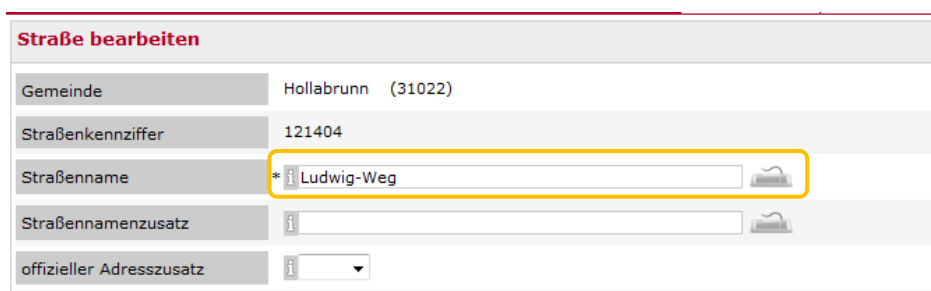 Straße bearbeiten
Gemeinde Hollabrunn (31022)
Straßenkennziffer 121404
Straßenname * i Ludwig-Weg
Straßennamenzusatz i
offizieller Adresszusatz i